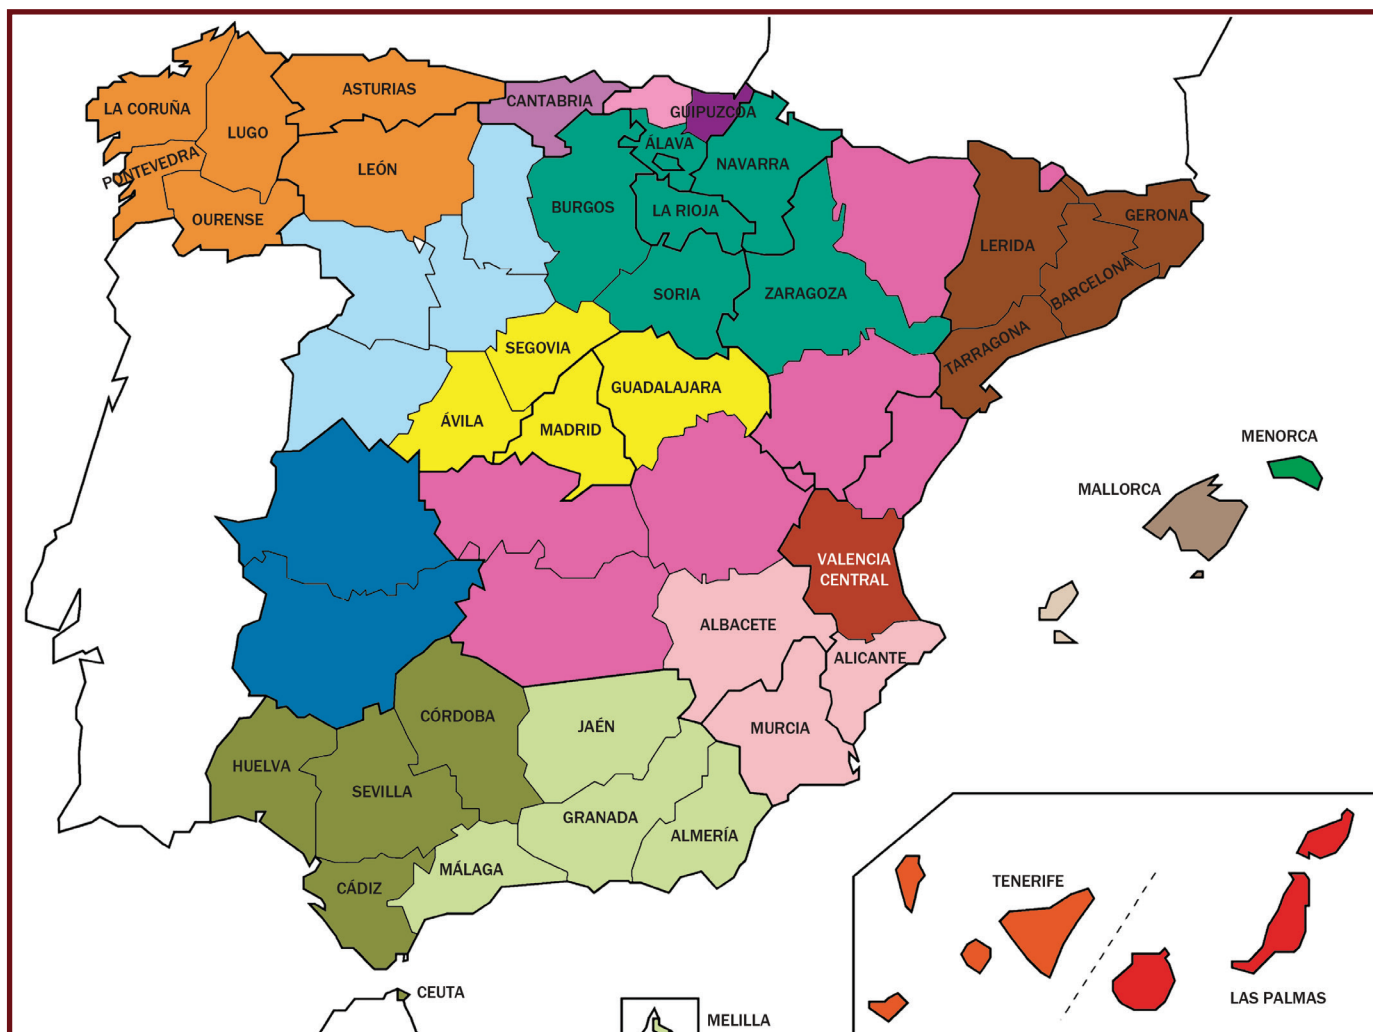 ASTURIAS
CANTABRIA
LA CORUÑA
GUIPUZCOA
LUGO
ÁLAVA
PONTEVEDRA
LEÓN
NAVARRA
BURGOS
LA RIOJA
OURENSE
GERONA
LERIDA
BARCELONA
SORIA
ZARAGOZA
TARRAGONA
SEGOVIA
GUADALAJARA
ÁVILA
MADRID
MENORCA
MALLORCA
VALENCIA
CENTRAL
ALBACETE
ALICANTE
CÓRDOBA
JAÉN
MURCIA
HUELVA
SEVILLA
GRANADA
ALMERÍA
MÁLAGA
CÁDIZ
TENERIFE
CEUTA
LAS PALMAS
MELILLA